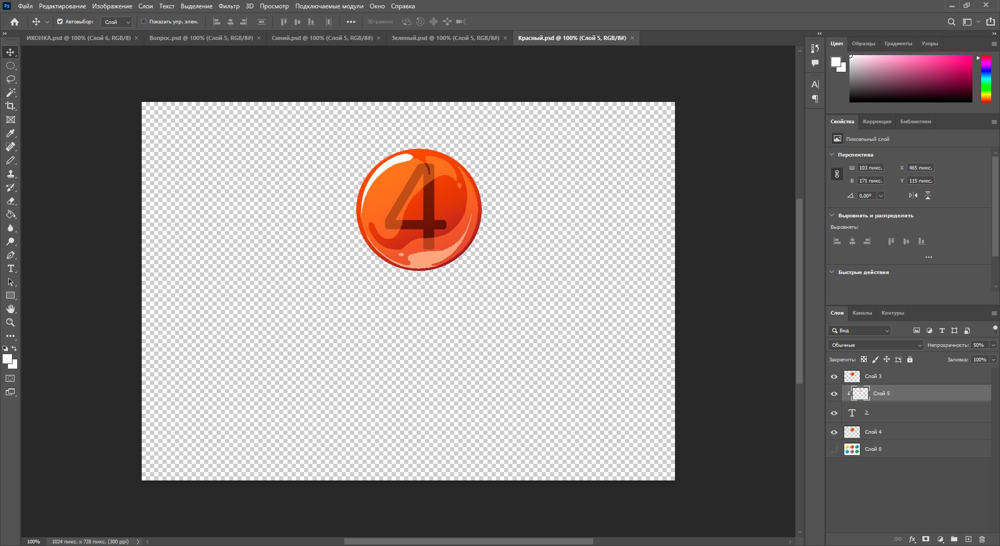 Ps Файл Редактирование Изображение Слои Текст Выделение Фильтр 3D Просмотр Подключаемые модули Окно Справка
Автовыбор: Слой Показать упр. элем. 3D-режим:
ИКОНКА.psd @ 100% (Слой 6, RGB/8) Вопрос.psd @ 100% (Слой 5, RGB/8#) Синий.psd @ 100% (Слой 5, RGB/8#) Зеленый.psd @ 100% (Слой 5, RGB/8#) Красный.psd @ 100% (Слой 5, RGB/8#)
Цвет Образцы Градиенты Узоры
Свойства Коррекция Библиотеки
Пиксельный слой
Перспектива
Ш 103 пикс. X 465 пикс.
В 171 пикс. Y 115 пикс.
0,00°
Выровнять и распределить
Выровнять:
Быстрые действия
4
Слои Каналы Контуры
Вид
Обычные Непрозрачность: 50%
Закрепить: Заливка: 100%
Слой 3
Слой 5
2
Слой 4
Слой 0
100% 1024 пикс. x 728 пикс. (300 ppi)